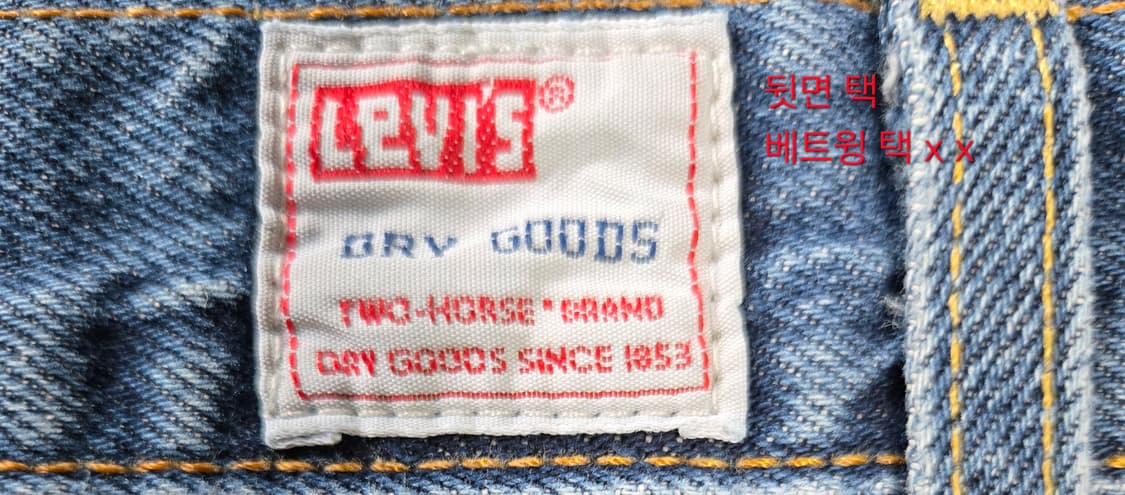 LEVI'S®
DRY GOODS
TWO-HORSE® BRAND
DRY GOODS SINCE 1853
뒷면 택
베트윙 택 x x